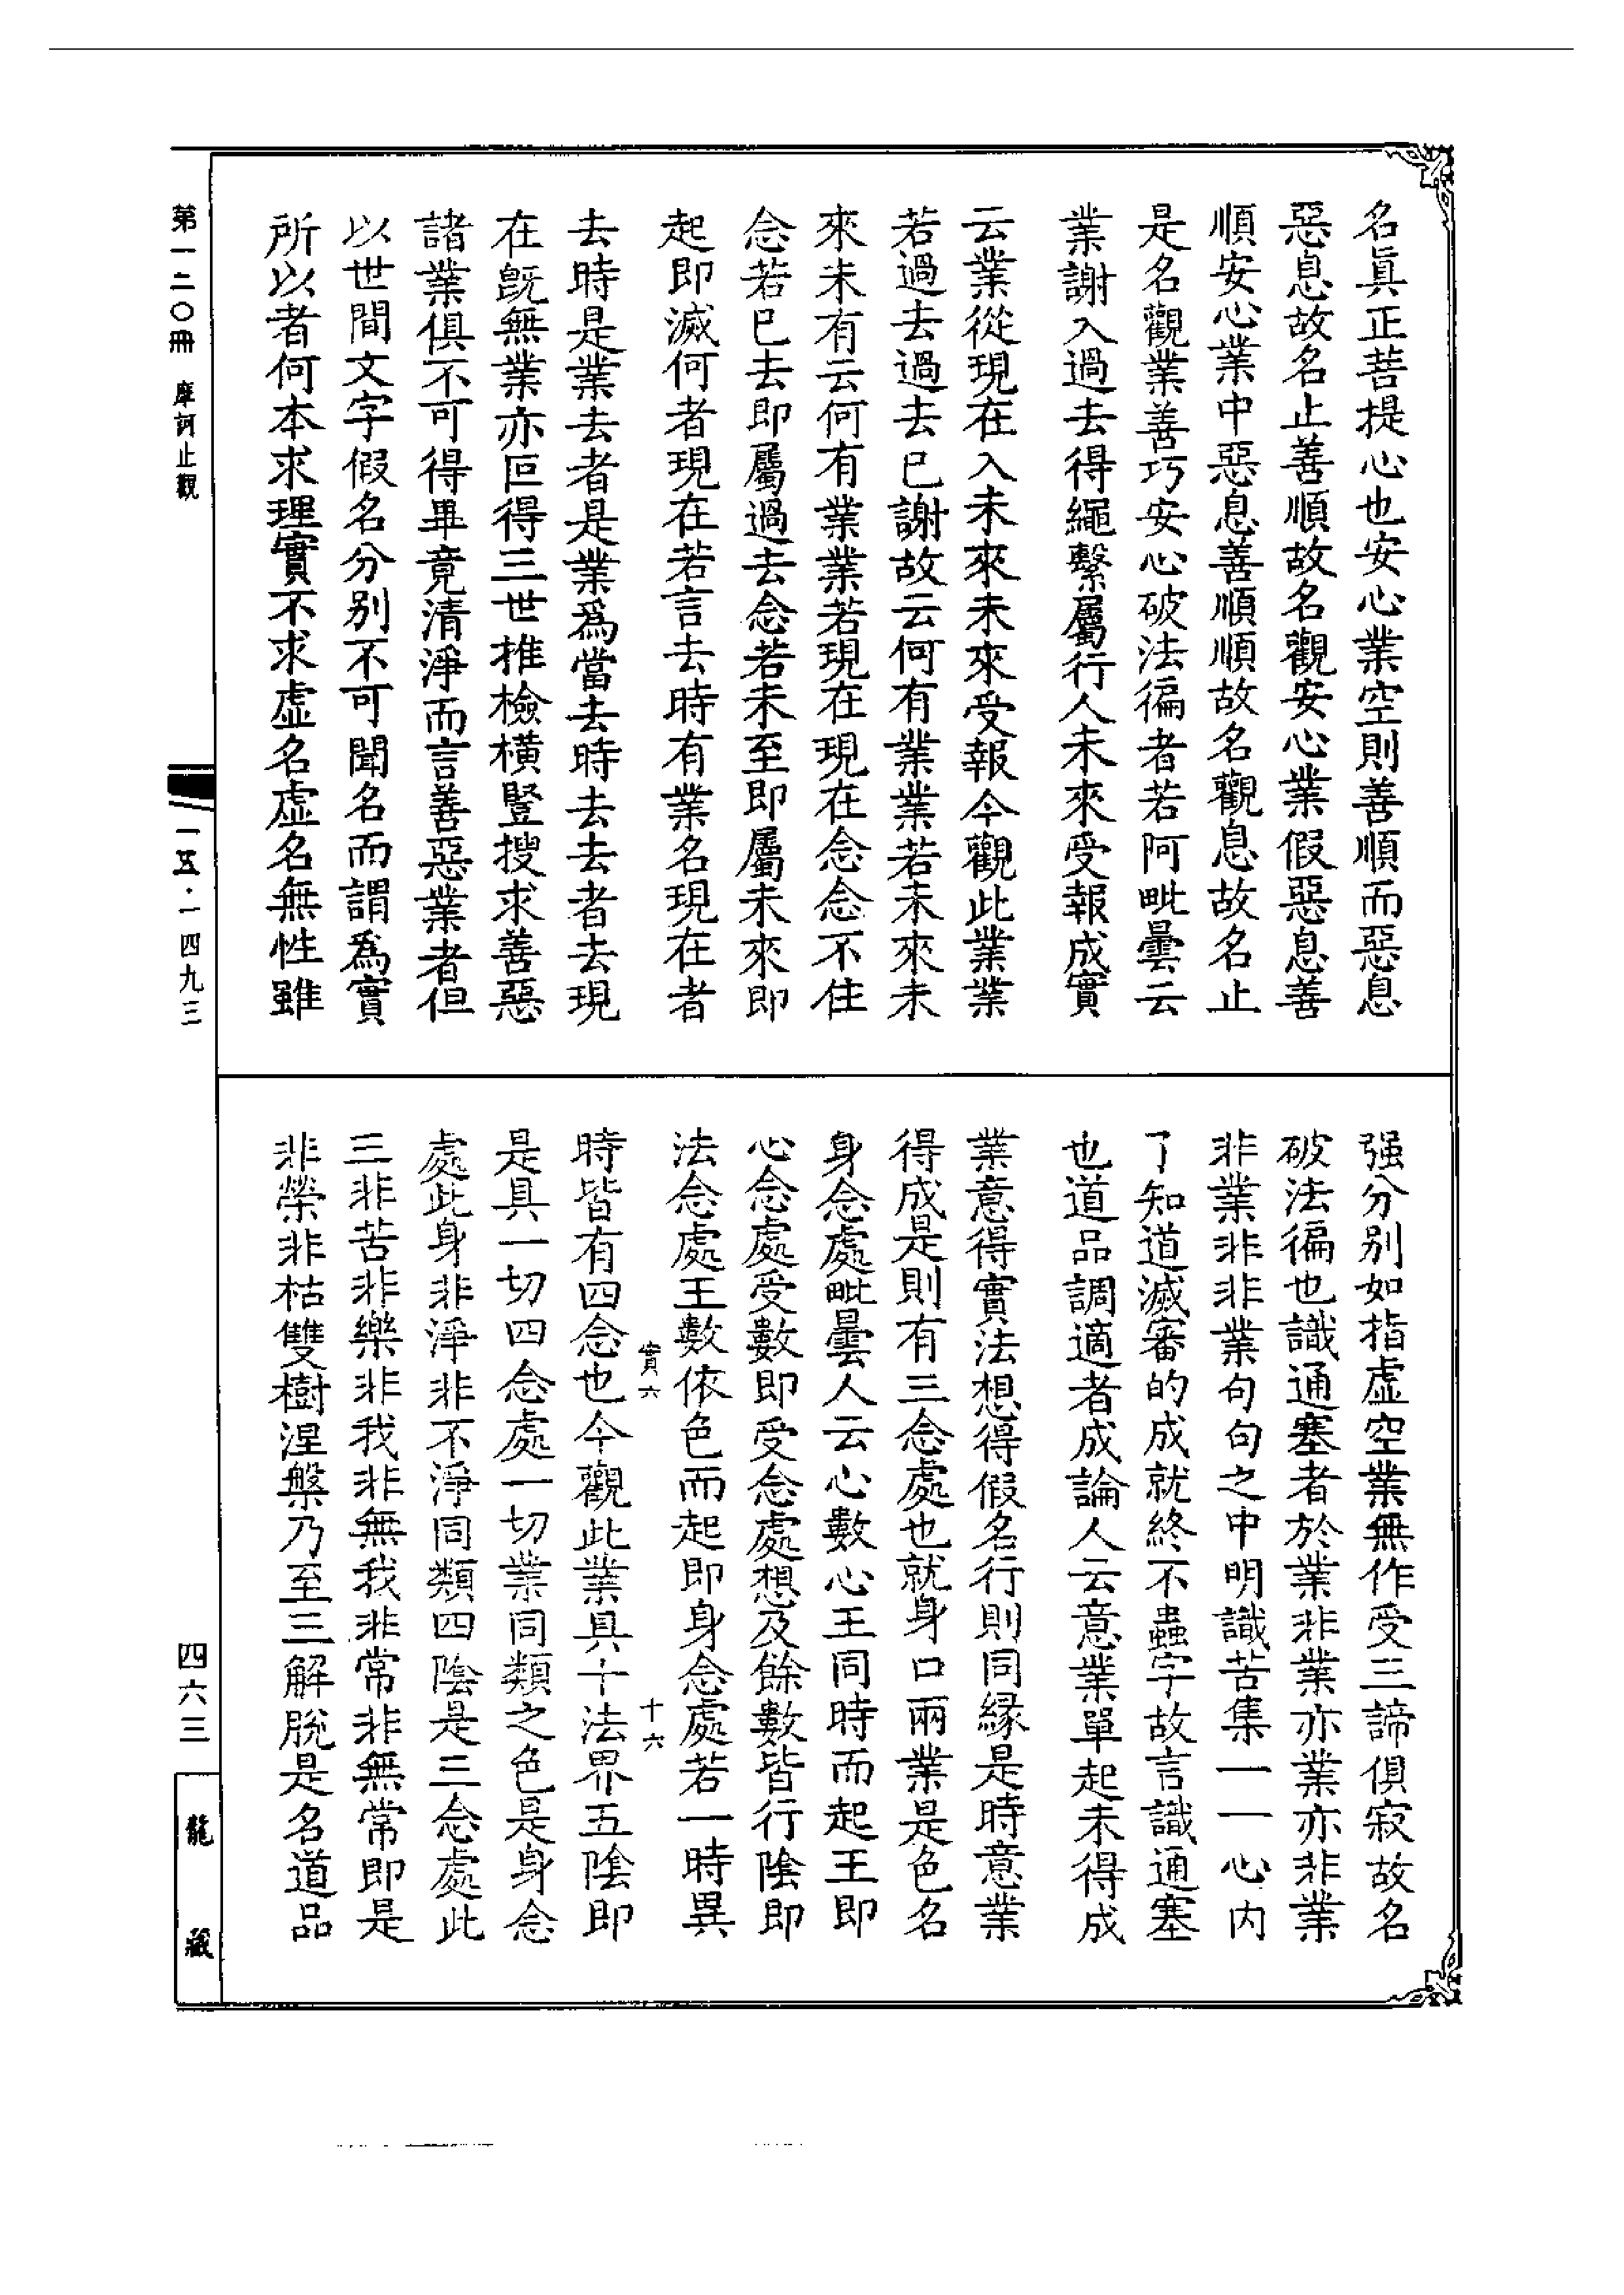 名眞正菩提心也安心業空則善順而惡息
惡息故名止善順故名觀安心業假惡息善
順安心業中惡息善順順故名觀息故名止
是名觀業善巧安心破法徧者若阿毗曇云
業謝入過去得繩繫屬行人未來受報成實
云業從現在入未來未來受報今觀此業業
若過去過去已謝故云何有業業若未來未
來未有云何有業業若現在現在念念不住
念若已去即屬過去念若未至即屬未來即
起即滅何者現在若言去時有業名現在者
去時是業去者是業爲當去時去去者去現
在旣無業亦叵得三世推檢橫豎搜求善惡
諸業俱不可得畢竟清淨而言善惡業者但
以世間文字假名分別不可聞名而謂爲實
所以者何本求理實不求虛名虛名無性雖
强分別如指虛空業無作受三諦俱寂故名
破法徧也識通塞者於業非業亦業亦非業
非業非非業句句之中明識苦集一一心內
了知道滅審的成就終不蟲字故言識通塞
也道品調適者成論人云意業單起未得成
業意得實法想得假名行則同緣是時意業
得成是則有三念處也就身口兩業是色名
身念處毗曇人云心數心王同時而起王即
心念處受數即受念處想及餘數皆行陰即
法念處王數依色而起即身念處若一時異
時皆有四念也今觀此業具十法界五陰即
是具一切四念處一切業同類之色是身念
處此身非淨非不淨同類四陰是三念處此
三非苦非樂非我非無我非常非無常即是
非榮非枯雙樹涅槃乃至三解脫是名道品
實六
十六
第一二〇冊 摩訶止觀
一五·一四九三
四六三
龍藏